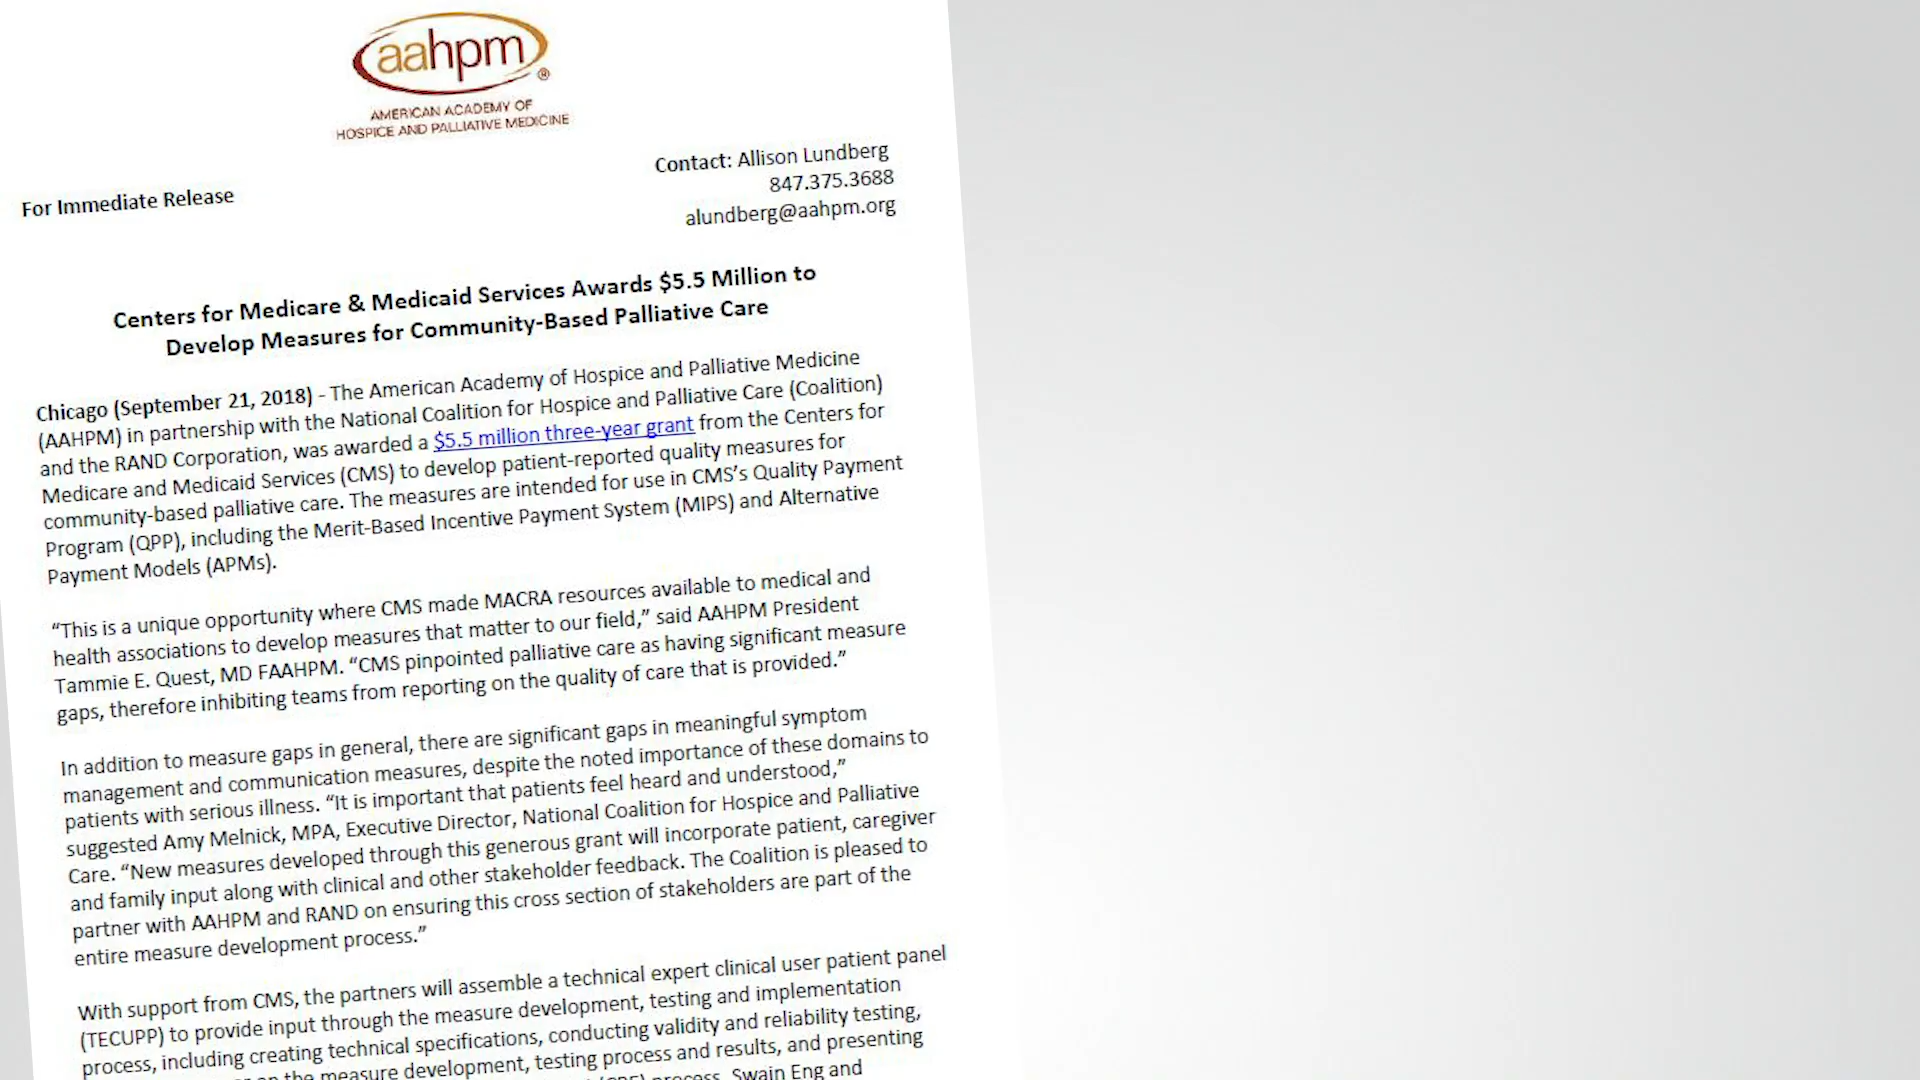 aahpm®
AMERICAN ACADEMY OF
HOSPICE AND PALLIATIVE MEDICINE
Contact: Allison Lundberg
847.375.3688
alundberg@aahpm.org
For Immediate Release
Centers for Medicare & Medicaid Services Awards $5.5 Million to
Develop Measures for Community-Based Palliative Care
Chicago (September 21, 2018) - The American Academy of Hospice and Palliative Medicine
(AAHPM) in partnership with the National Coalition for Hospice and Palliative Care (Coalition)
and the RAND Corporation, was awarded a $5.5 million three-year grant from the Centers for
Medicare and Medicaid Services (CMS) to develop patient-reported quality measures for
community-based palliative care. The measures are intended for use in CMS’s Quality Payment
Program (QPP), including the Merit-Based Incentive Payment System (MIPS) and Alternative
Payment Models (APMs).
“This is a unique opportunity where CMS made MACRA resources available to medical and
health associations to develop measures that matter to our field,” said AAHPM President
Tammie E. Quest, MD FAAHPM. “CMS pinpointed palliative care as having significant measure
gaps, therefore inhibiting teams from reporting on the quality of care that is provided.”
In addition to measure gaps in general, there are significant gaps in meaningful symptom
management and communication measures, despite the noted importance of these domains to
patients with serious illness. “It is important that patients feel heard and understood,”
suggested Amy Melnick, MPA, Executive Director, National Coalition for Hospice and Palliative
Care. “New measures developed through this generous grant will incorporate patient, caregiver
and family input along with clinical and other stakeholder feedback. The Coalition is pleased to
partner with AAHPM and RAND on ensuring this cross section of stakeholders are part of the
entire measure development process.”
With support from CMS, the partners will assemble a technical expert clinical user patient panel
(TECUPP) to provide input through the measure development, testing and implementation
process, including creating technical specifications, conducting validity and reliability testing,
the measure development, testing process and results, and presenting
process. Swain Eng and